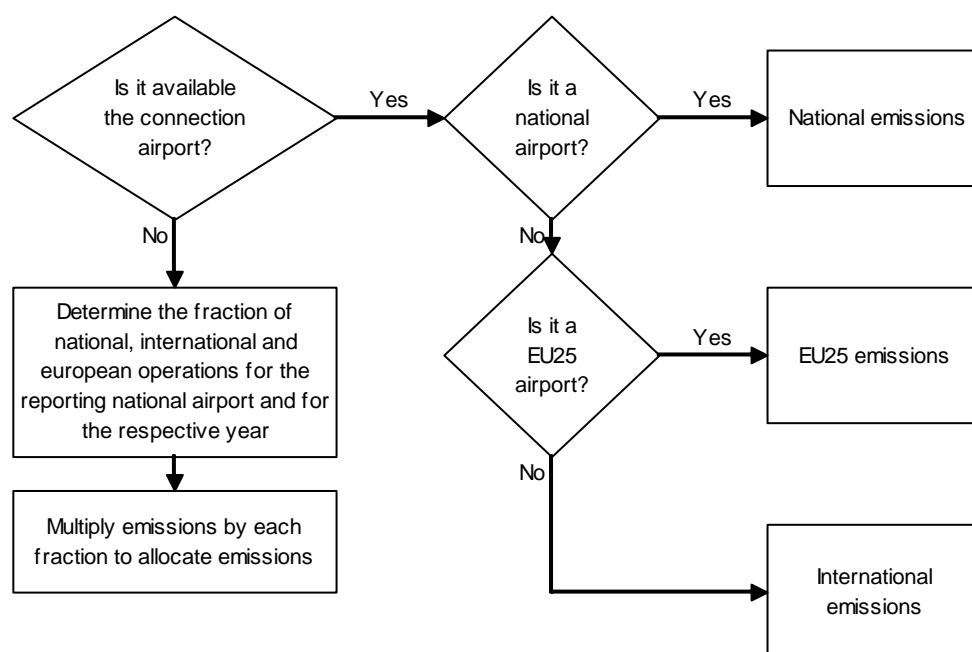 Is it available
the connection
airport?
Yes
Is it a
national
airport?
Yes
National emissions
No
No
Determine the fraction of
national, international and
european operations for the
reporting national airport and for
the respective year
Is it a
EU25
airport?
Yes
EU25 emissions
No
Multiply emissions by each
fraction to allocate emissions
International
emissions